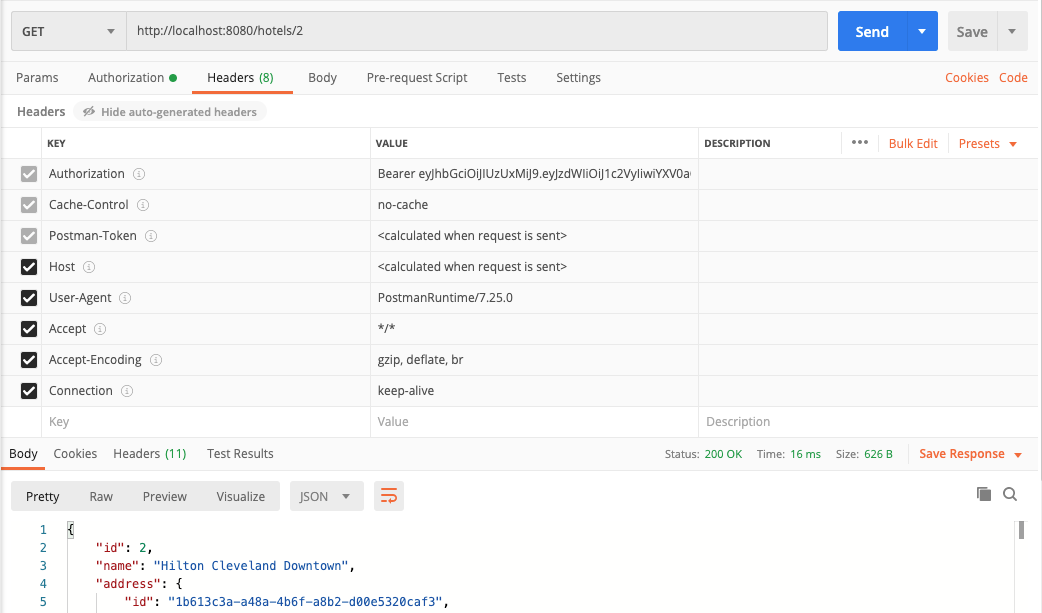 GET http://localhost:8080/hotels/2 Send Save
Params Authorization Headers (8) Body Pre-request Script Tests Settings Cookies Code
Headers Hide auto-generated headers
KEY VALUE DESCRIPTION ••• Bulk Edit Presets
Authorization Bearer eyJhbGciOiJIUzUxMiJ9.eyJzdWIiOiJ1c2VyIiwiYXV0a
Cache-Control no-cache
Postman-Token <calculated when request is sent>
Host <calculated when request is sent>
User-Agent PostmanRuntime/7.25.0
Accept */*
Accept-Encoding gzip, deflate, br
Connection keep-alive
Key Value Description
Body Cookies Headers (11) Test Results Status: 200 OK Time: 16 ms Size: 626 B Save Response
Pretty Raw Preview Visualize JSON
1 {
2 "id": 2,
3 "name": "Hilton Cleveland Downtown",
4 "address": {
5 "id": "1b613c3a-a48a-4b6f-a8b2-d00e5320caf3",